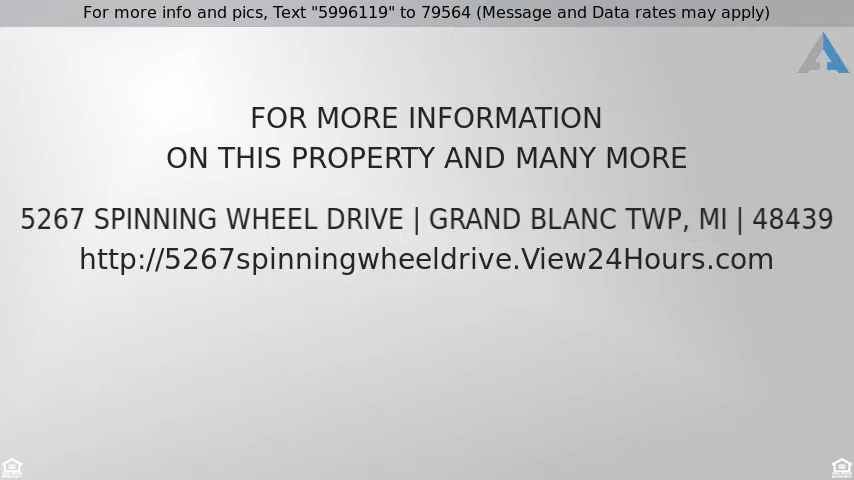 For more info and pics, Text "5996119" to 79564 (Message and Data rates may apply)
FOR MORE INFORMATION
ON THIS PROPERTY AND MANY MORE
5267 SPINNING WHEEL DRIVE | GRAND BLANC TWP, MI | 48439
http://5267spinningwheeldrive.View24Hours.com